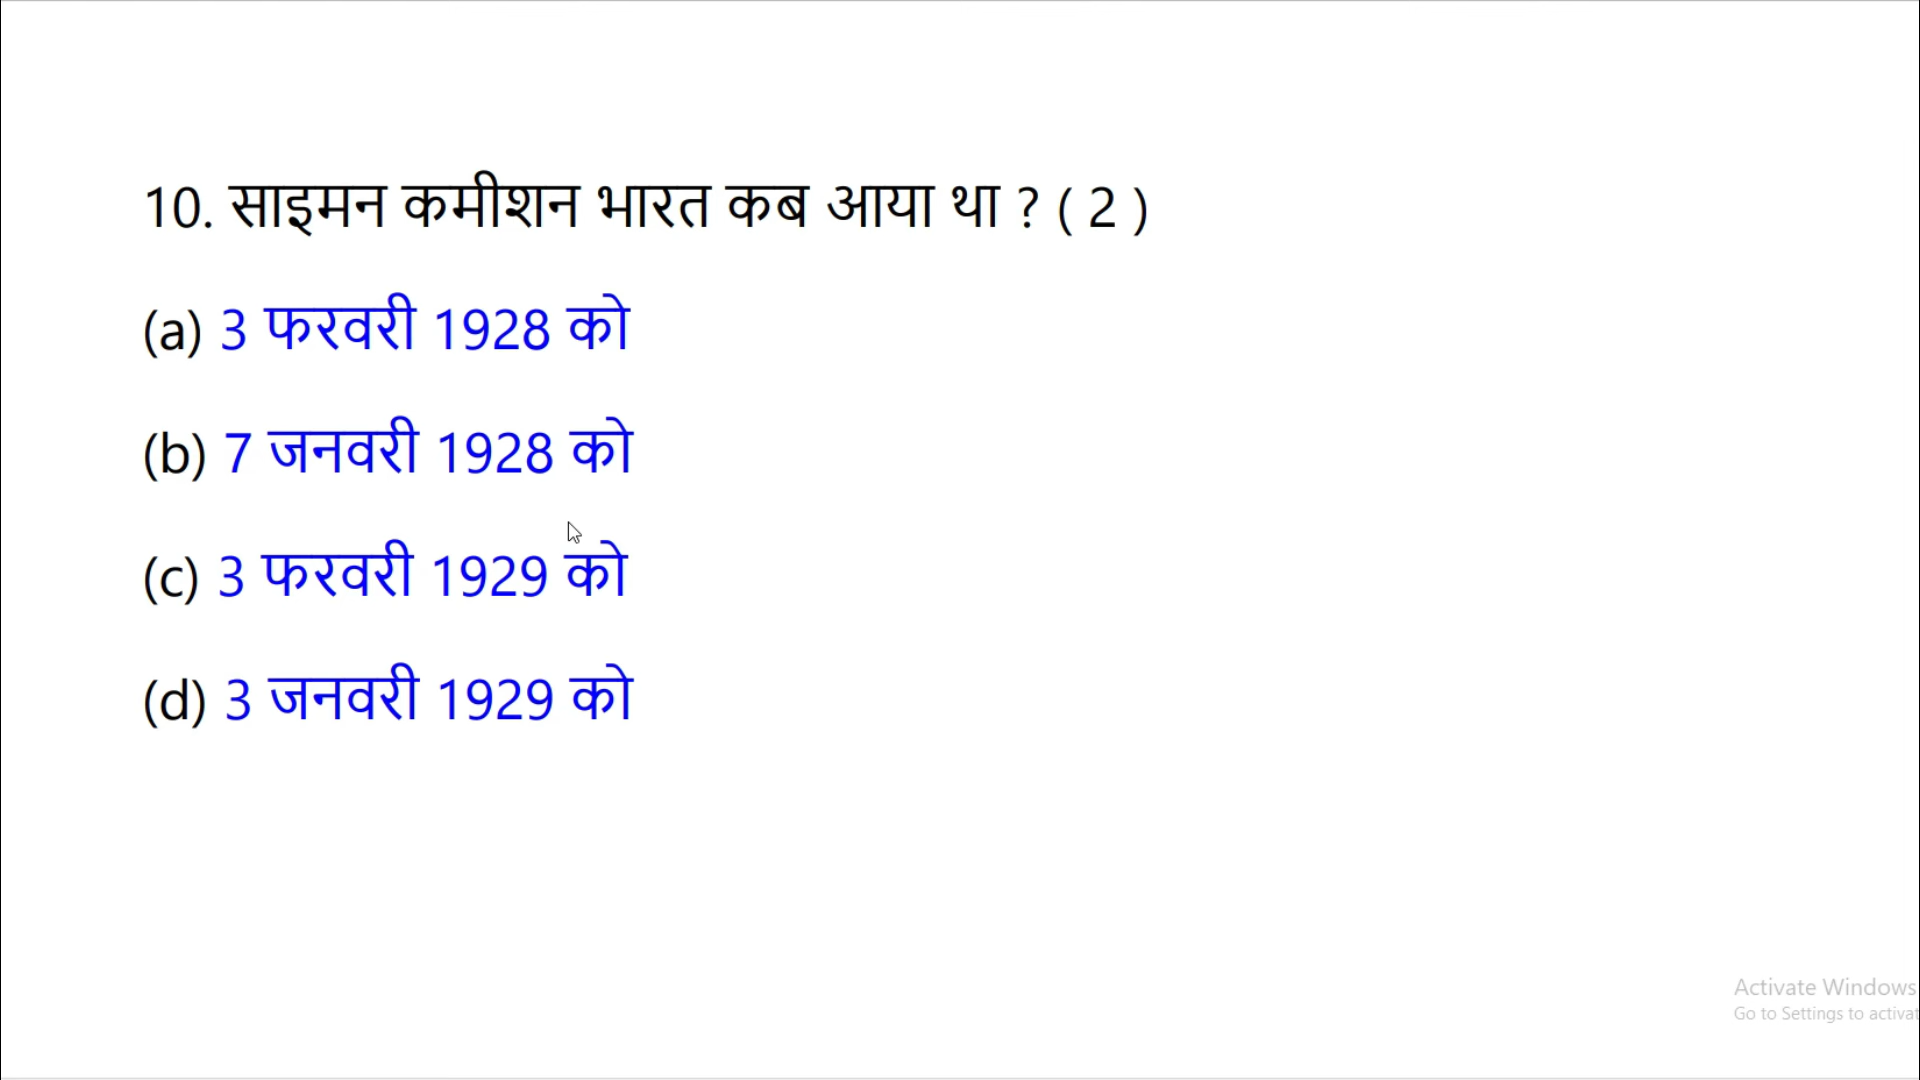 10. साइमन कमीशन भारत कब आया था ? ( 2 )
(a) 3 फरवरी 1928 को
(b) 7 जनवरी 1928 को
(c) 3 फरवरी 1929 को
(d) 3 जनवरी 1929 को
Activate Windows
Go to Settings to activat